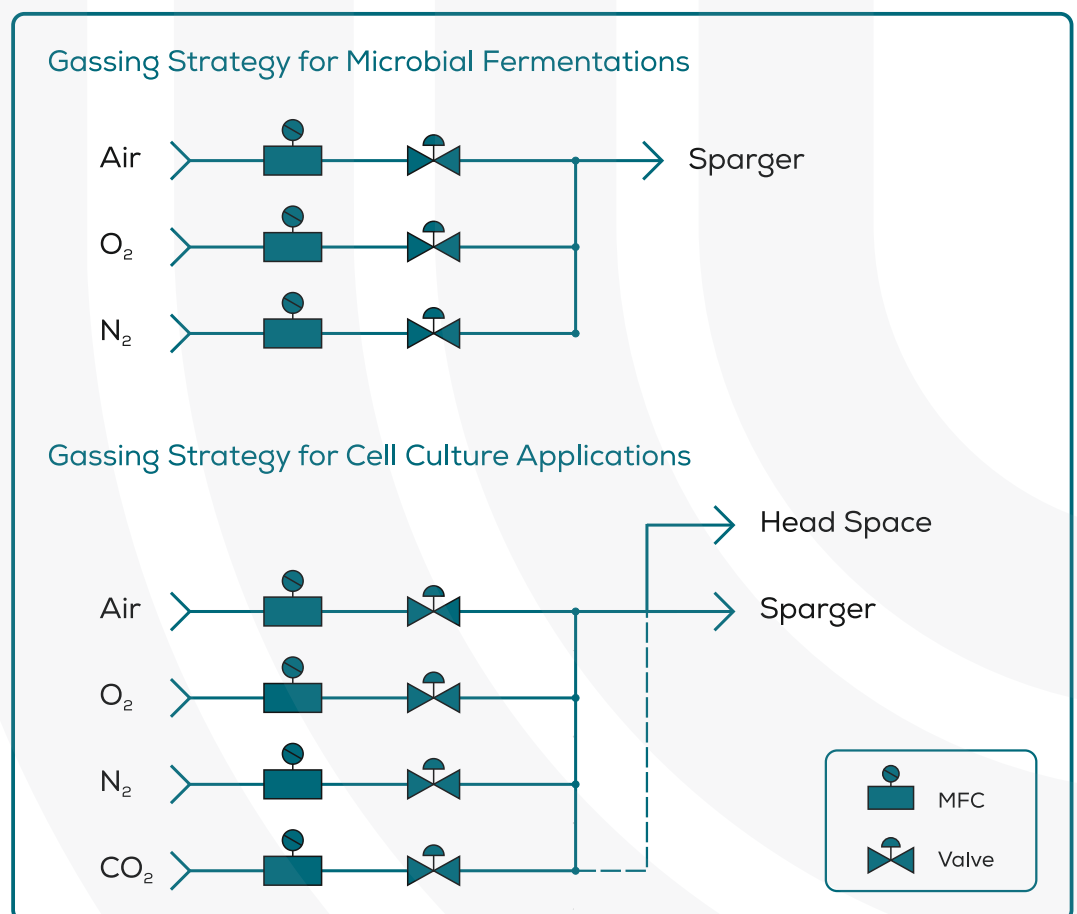 Gassing Strategy for Microbial Fermentations
Air
Sparger
O₂
N₂
Gassing Strategy for Cell Culture Applications
Head Space
Air
Sparger
O₂
N₂
CO₂
MFC
Valve